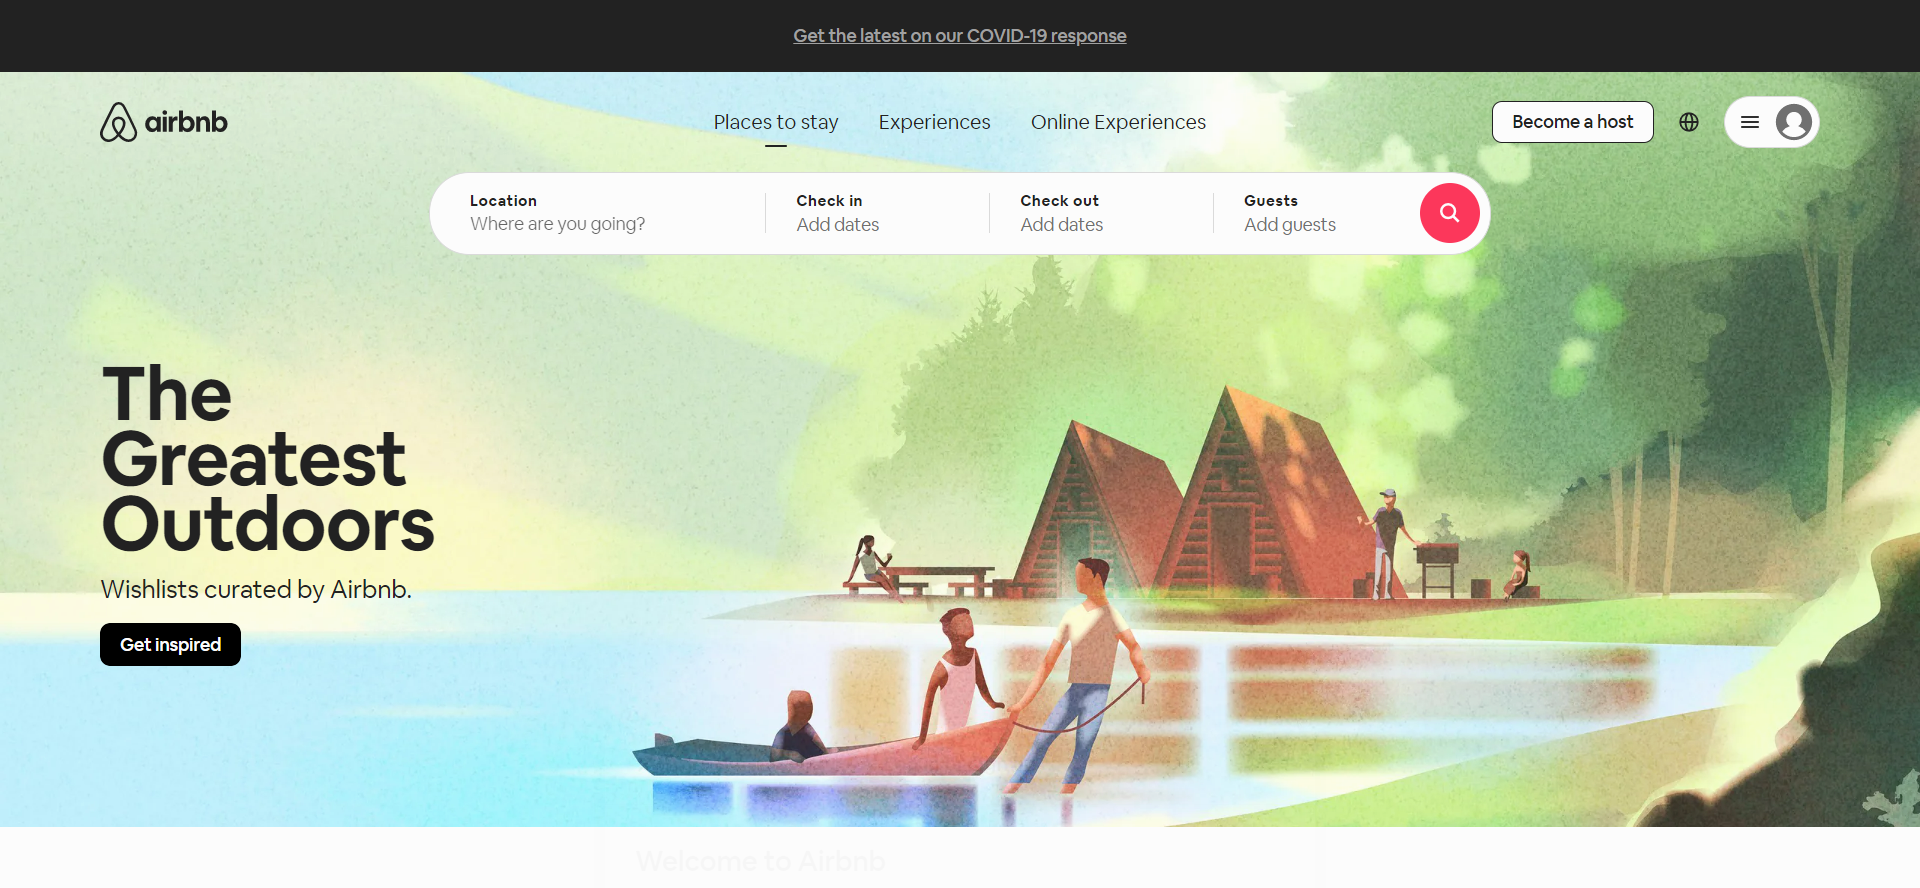 Get the latest on our COVID-19 response
airbnb
Places to stay
Experiences
Online Experiences
Become a host
Location
Where are you going?
Check in
Add dates
Check out
Add dates
Guests
Add guests
The
Greatest
Outdoors
Wishlists curated by Airbnb.
Get inspired
Welcome to Airbnb